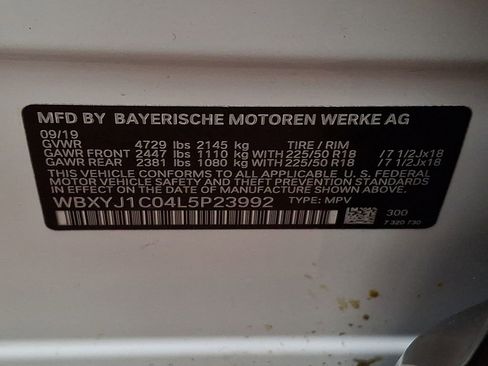 MFD BY BAYERISCHE MOTOREN WERKE AG
09/19
GVWR 4729 lbs 2145 kg TIRE / RIM
GAWR FRONT 2447 lbs 1110 kg WITH 225/50 R18 / 7 1/2Jx18
GAWR REAR 2381 lbs 1080 kg WITH 225/50 R18 / 7 1/2Jx18
THIS VEHICLE CONFORMS TO ALL APPLICABLE U.S. FEDERAL
MOTOR VEHICLE SAFETY AND THEFT PREVENTION STANDARDS
IN EFFECT ON THE DATE OF MANUFACTURE SHOWN ABOVE.
WBXYJ1C04L5P23992 TYPE: MPV
300
7 320 730